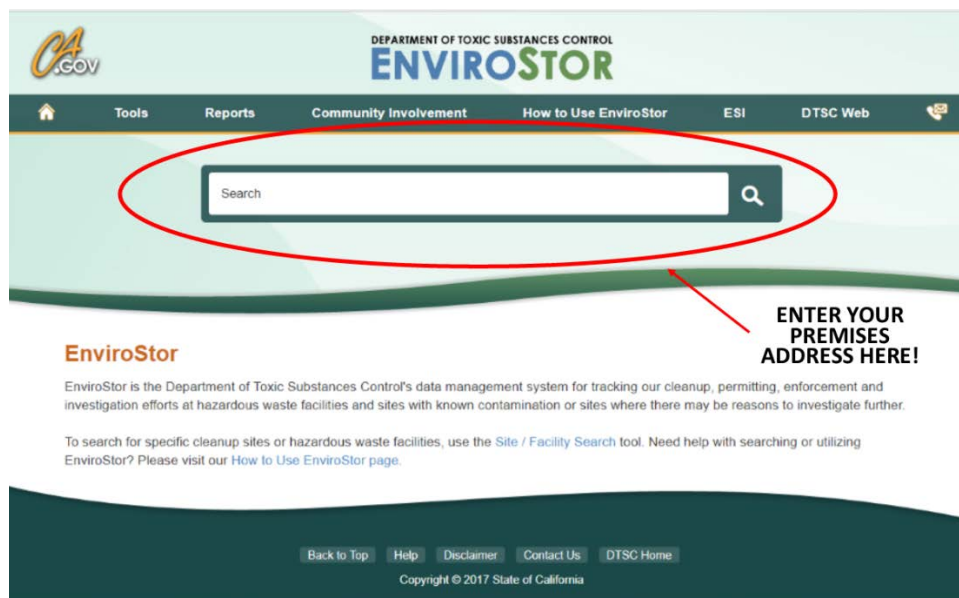 CA.GOV
DEPARTMENT OF TOXIC SUBSTANCES CONTROL
ENVIROSTOR
Tools Reports Community Involvement How to Use EnviroStor ESI DTSC Web
Search
ENTER YOUR
PREMISES
ADDRESS HERE!
EnviroStor
EnviroStor is the Department of Toxic Substances Control's data management system for tracking our cleanup, permitting, enforcement and
investigation efforts at hazardous waste facilities and sites with known contamination or sites where there may be reasons to investigate further.
To search for specific cleanup sites or hazardous waste facilities, use the Site / Facility Search tool. Need help with searching or utilizing
EnviroStor? Please visit our How to Use EnviroStor page.
Back to Top Help Disclaimer Contact Us DTSC Home
Copyright © 2017 State of California